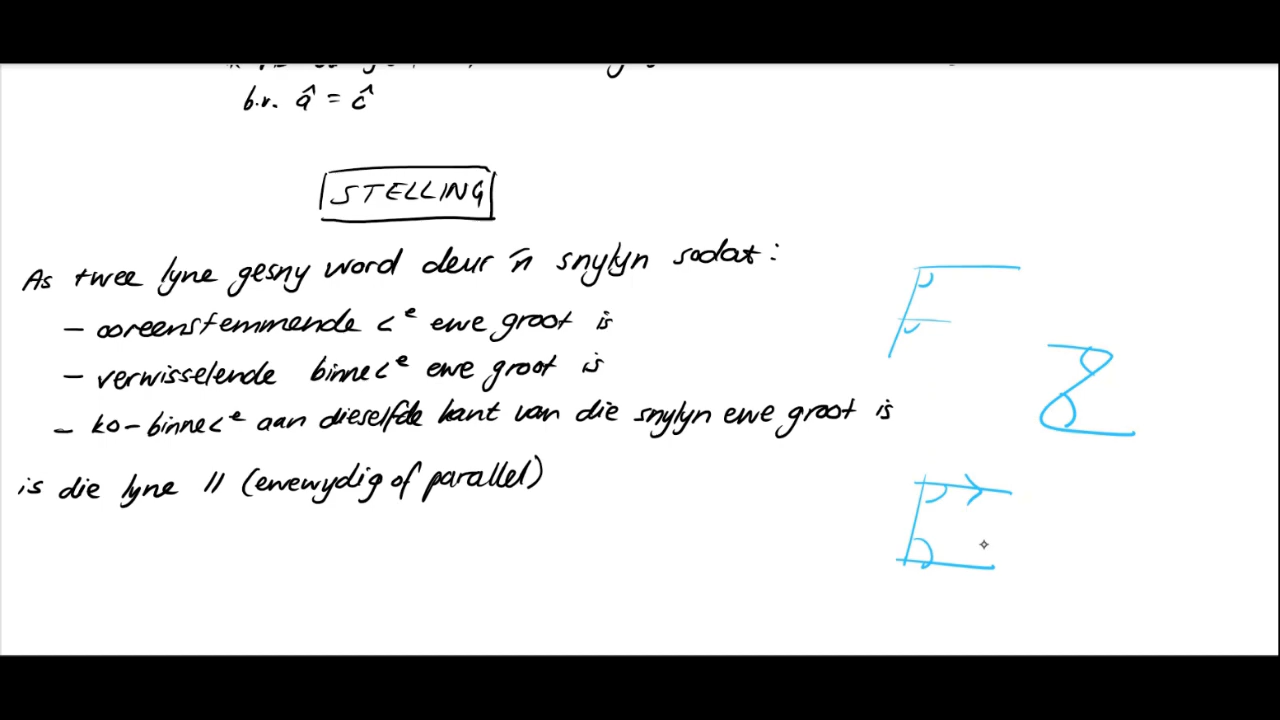 b.v. â = ĉ
STELLING
As twee lyne gesny word deur 'n snylyn sodat:
- ooreenstemmende <ᵉ ewe groot is
- verwisselende binne<ᵉ ewe groot is
- ko-binne<ᵉ aan dieselfde kant van die snylyn ewe groot is
is die lyne // (ewewydig of parallel)